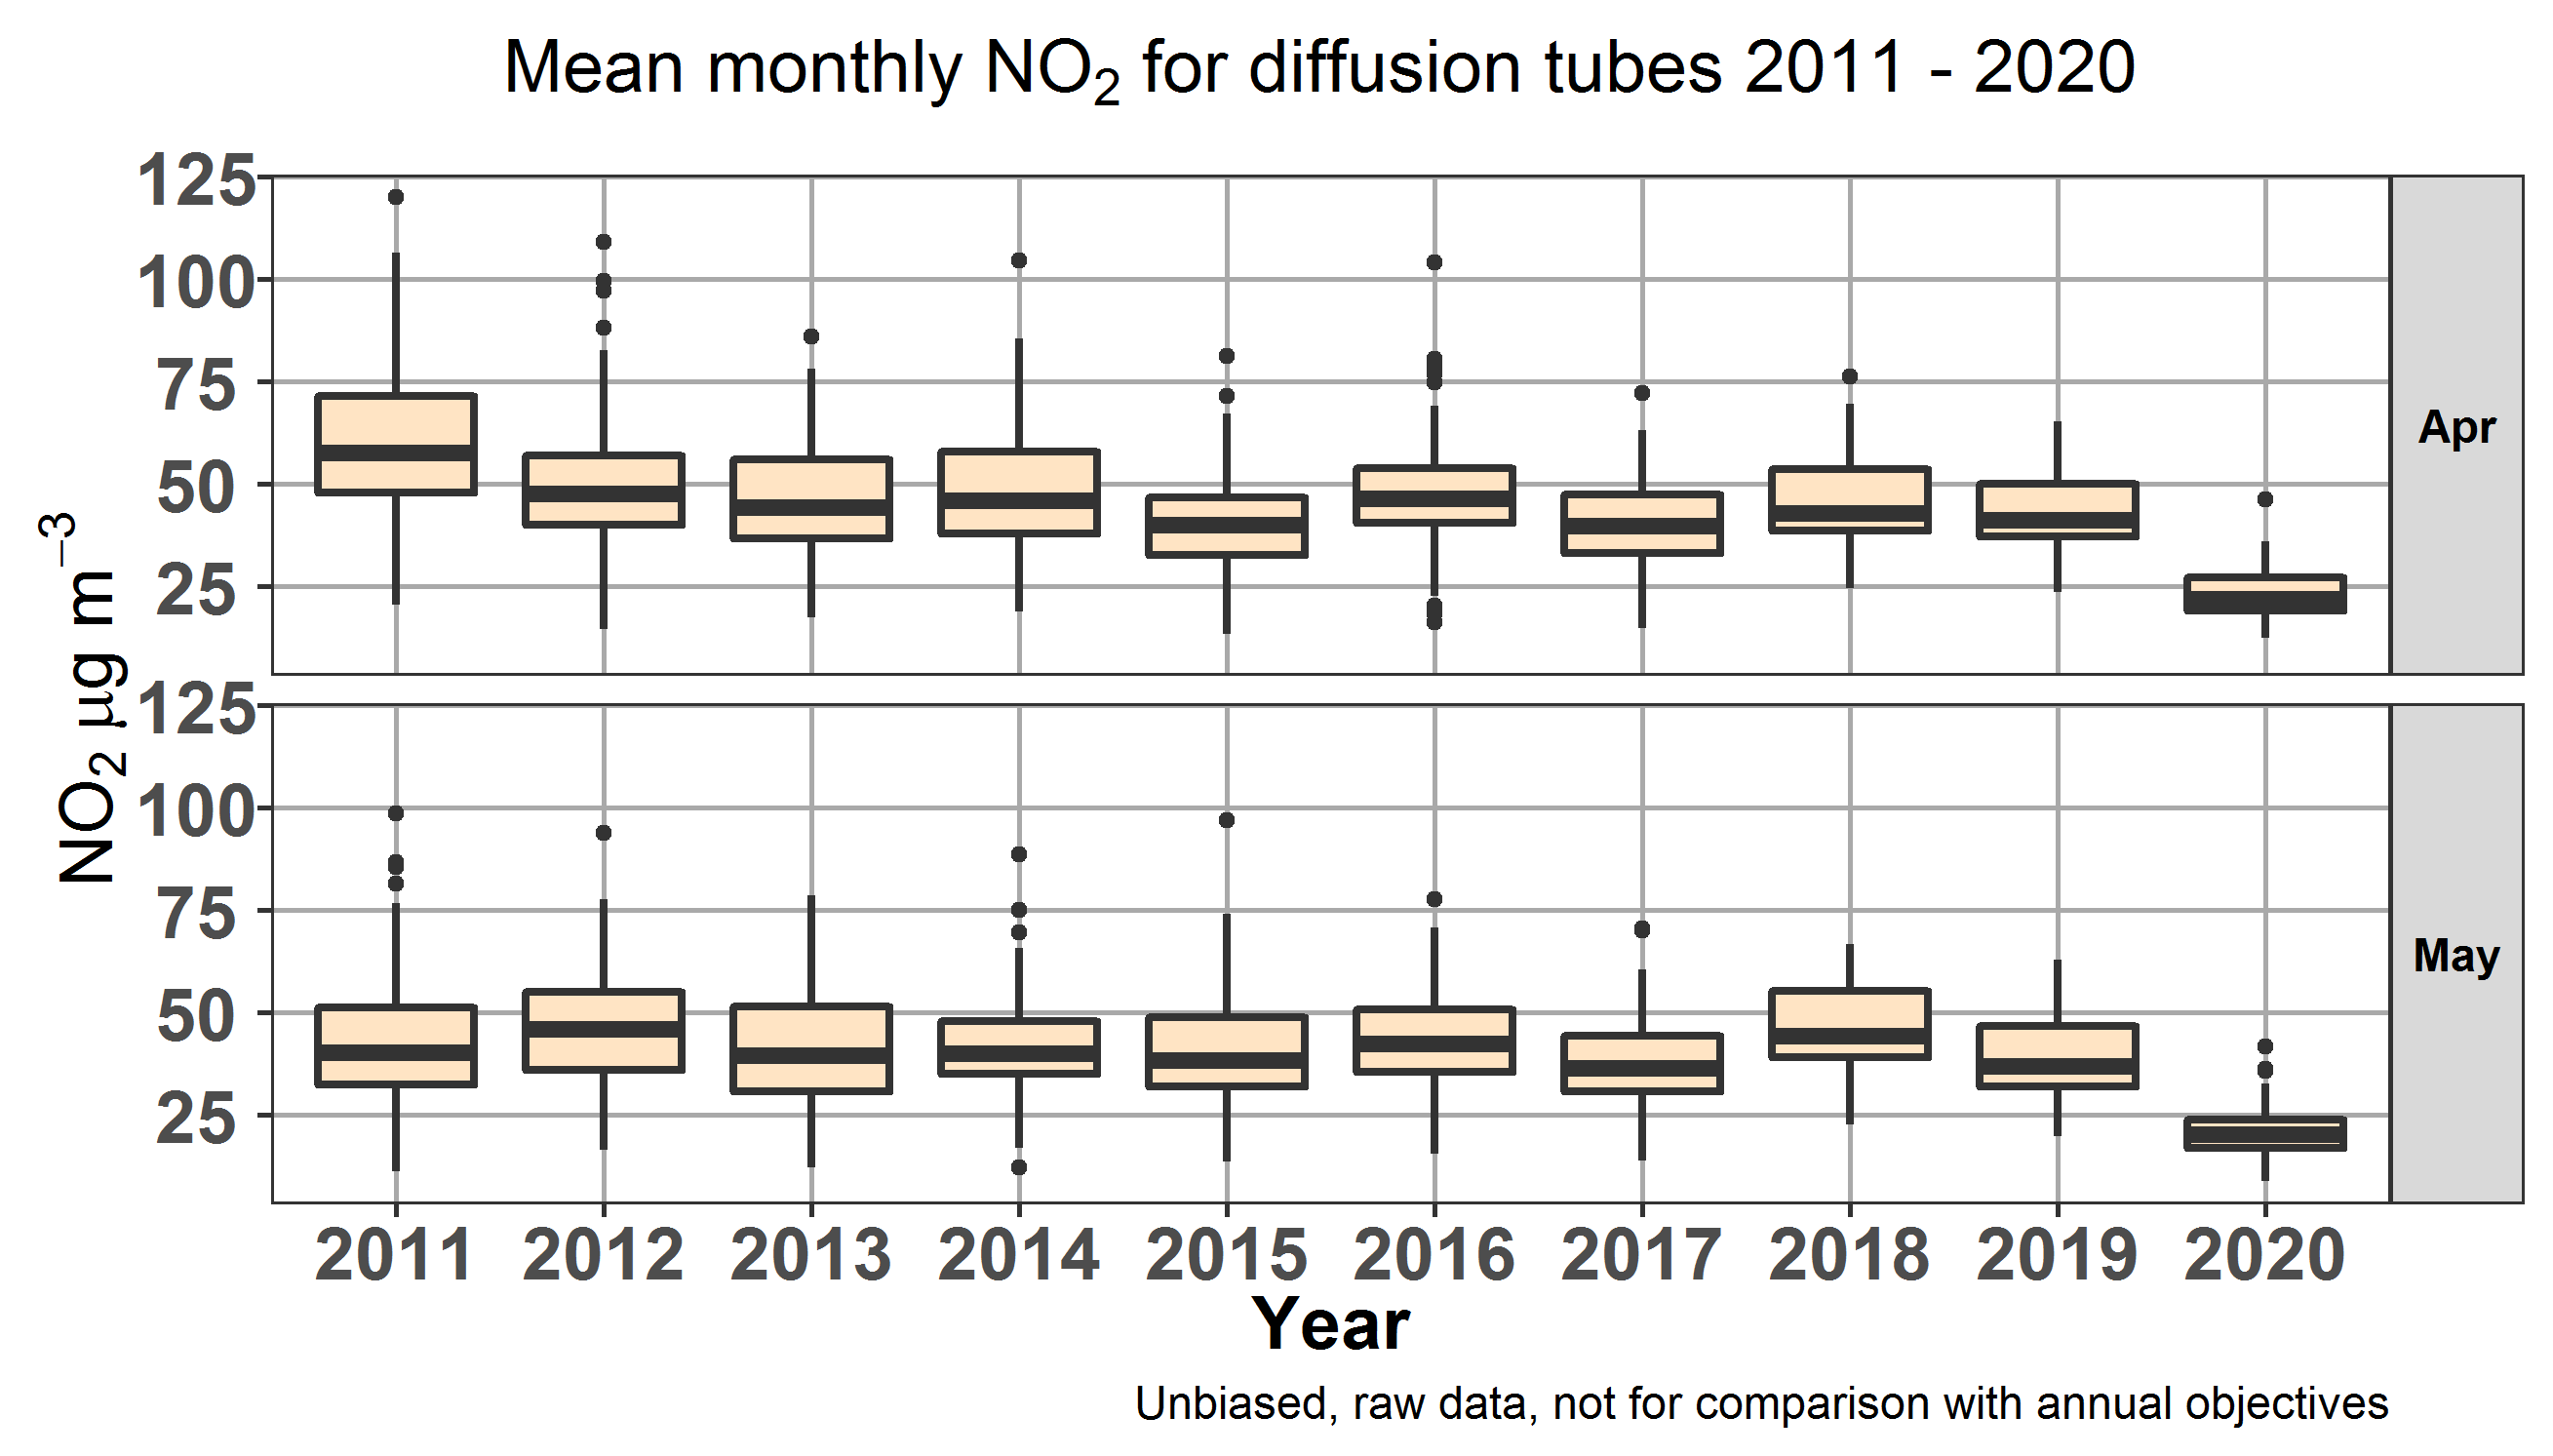 Mean monthly NO₂ for diffusion tubes 2011 - 2020
NO₂ µg m⁻³
125
100
75
50
25
Apr
125
100
75
50
25
May
2011 2012 2013 2014 2015 2016 2017 2018 2019 2020
Year
Unbiased, raw data, not for comparison with annual objectives